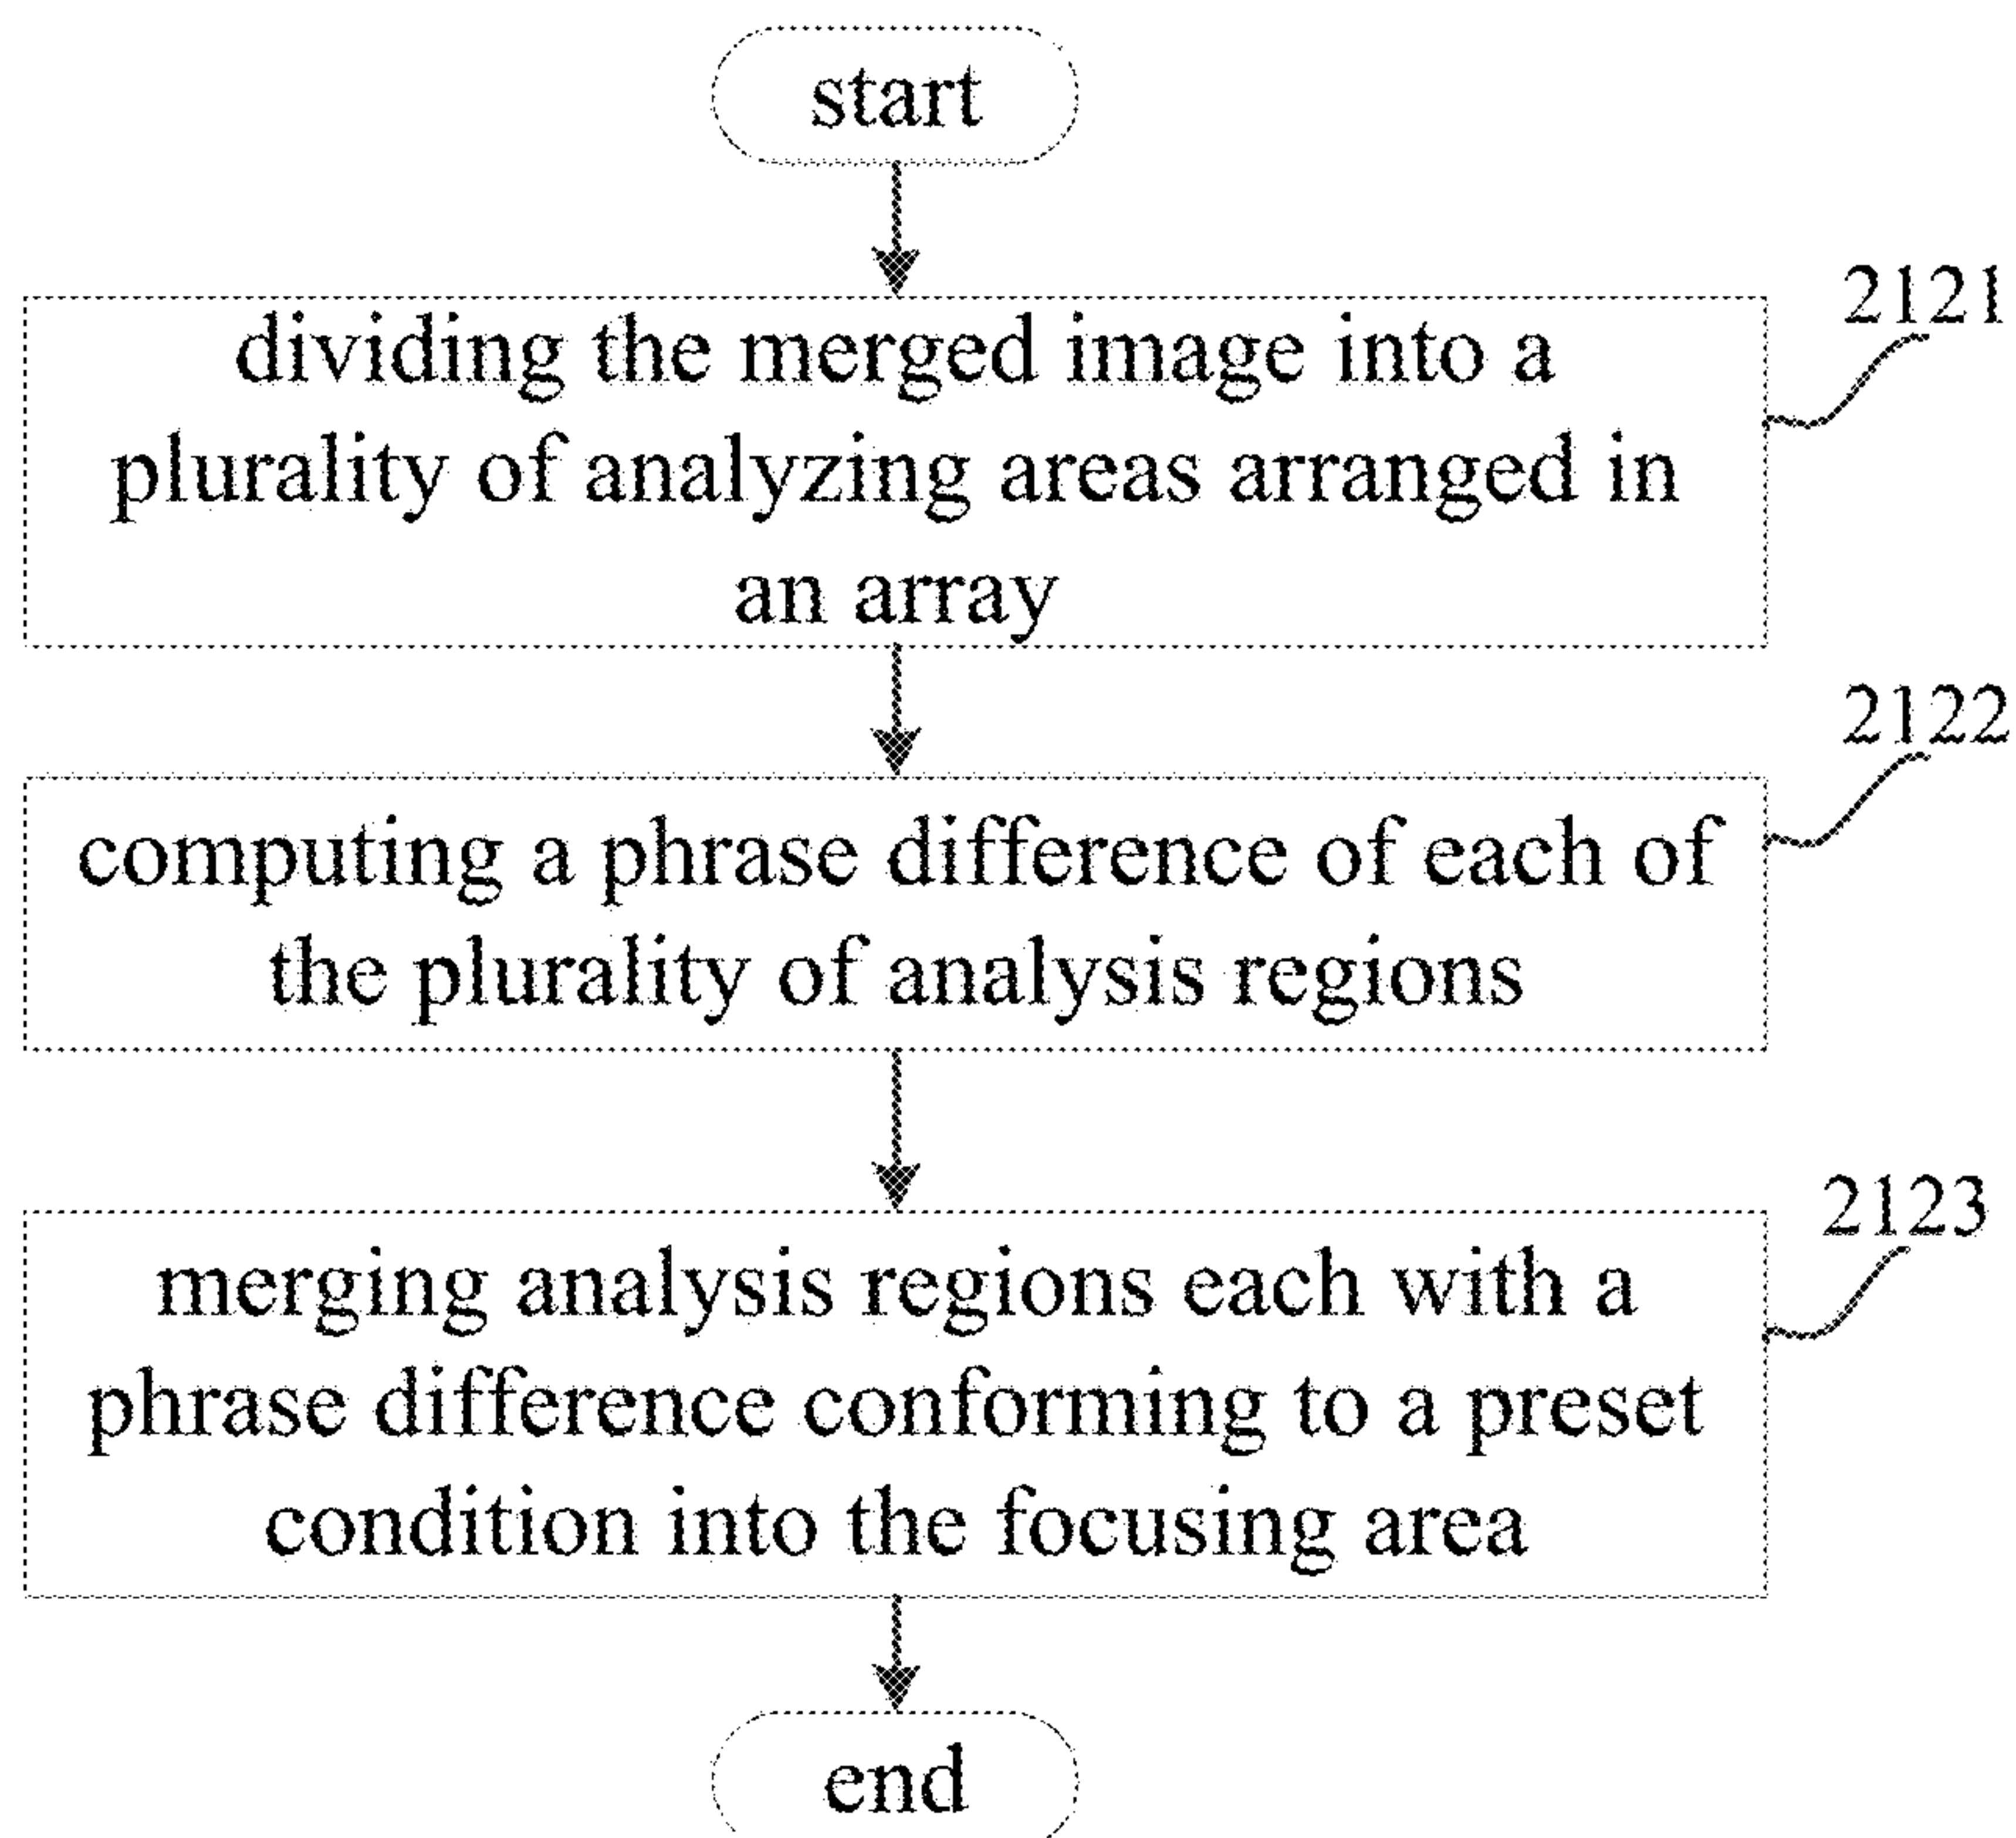 start
2121
dividing the merged image into a
plurality of analyzing areas arranged in
an array
2122
computing a phrase difference of each of
the plurality of analysis regions
2123
merging analysis regions each with a
phrase difference conforming to a preset
condition into the focusing area
end